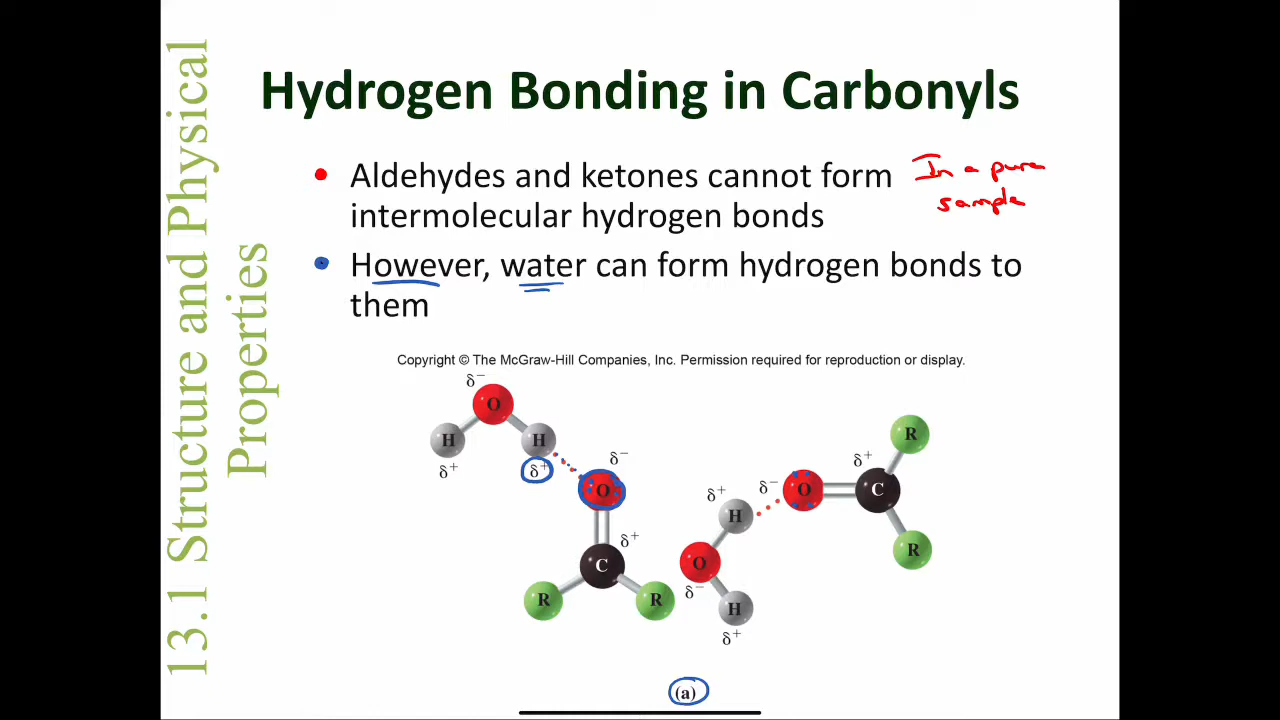 Hydrogen Bonding in Carbonyls
• Aldehydes and ketones cannot form
intermolecular hydrogen bonds
In a pure
sample
• However, water can form hydrogen bonds to
them
13.1 Structure and Physical
Properties
Copyright © The McGraw-Hill Companies, Inc. Permission required for reproduction or display.
δ⁻
O
H
H
δ⁺
δ⁺
δ⁻
O
δ⁺
C
R
R
R
δ⁺
δ⁻
O
C
δ⁺
H
R
O
δ⁻
H
δ⁺
(a)